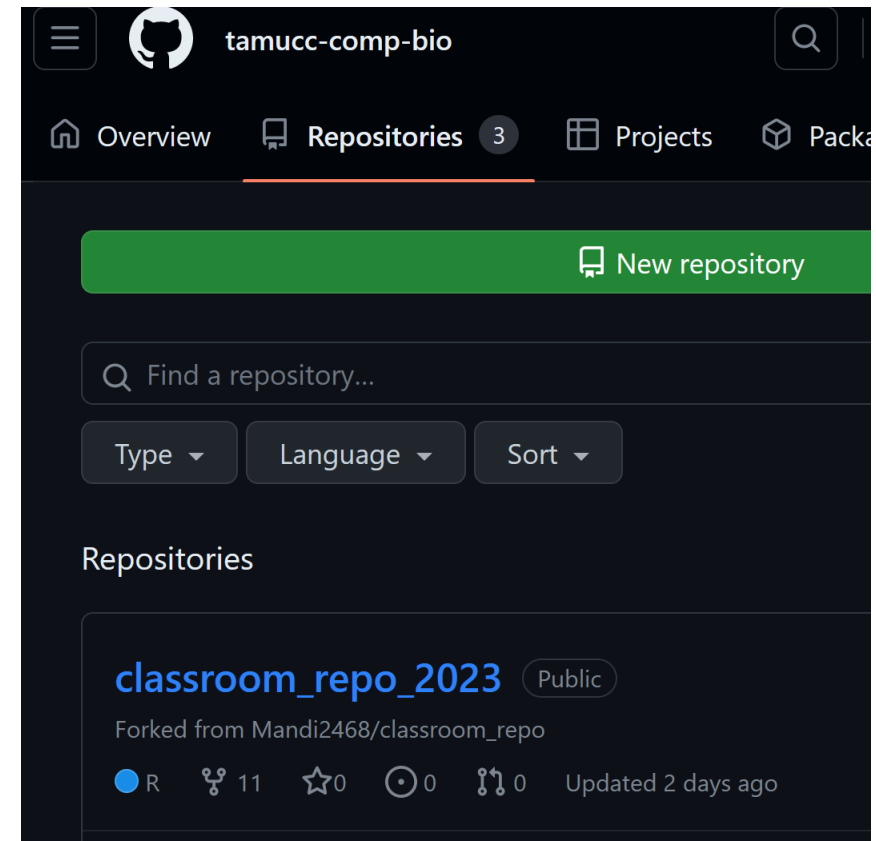 tamucc-comp-bio
Overview Repositories 3 Projects
New repository
Find a repository...
Type Language Sort
Repositories
classroom_repo_2023 Public
Forked from Mandi2468/classroom_repo
R 11 0 0 0 Updated 2 days ago